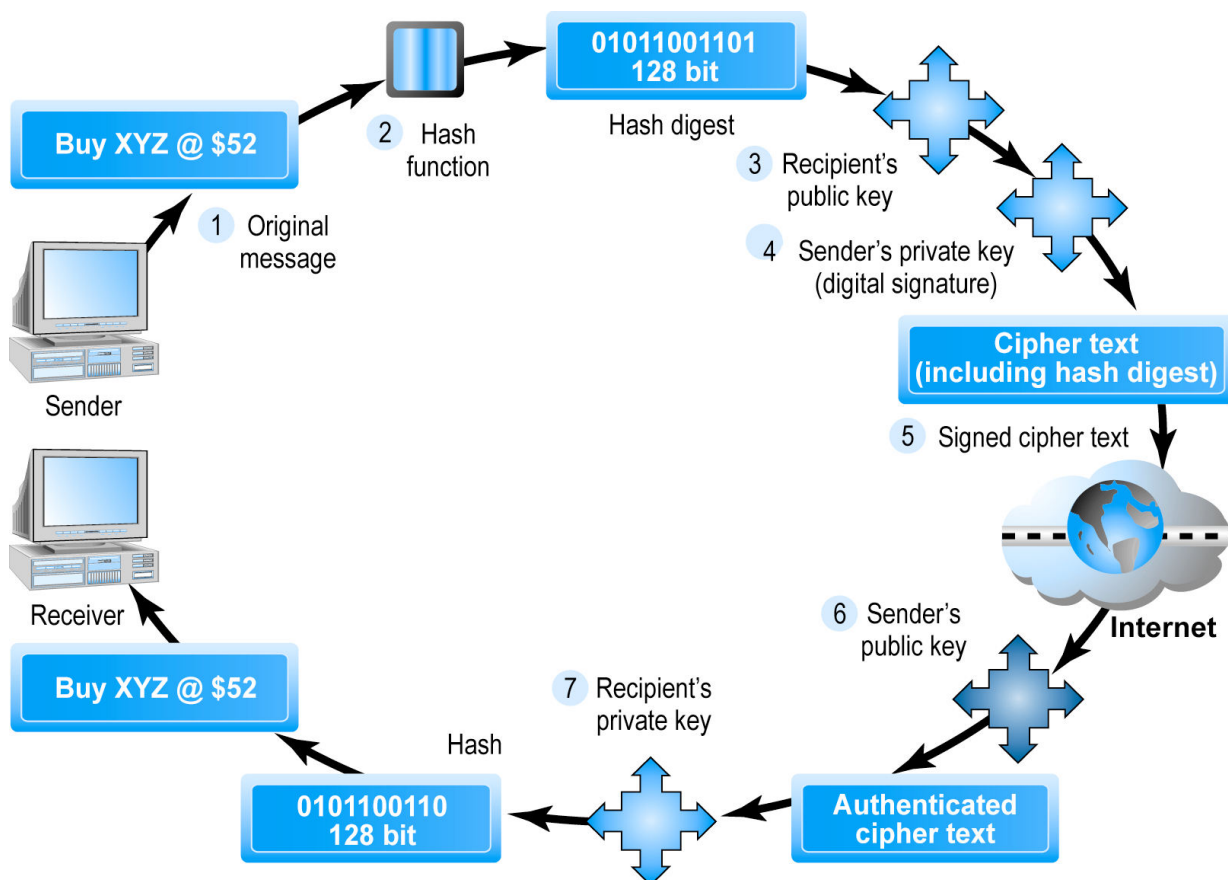 Buy XYZ @ $52
1
Original
message
Sender
2
Hash
function
01011001101
128 bit
Hash digest
3
Recipient's
public key
4
Sender's private key
(digital signature)
Cipher text
(including hash digest)
5
Signed cipher text
Internet
6
Sender's
public key
Authenticated
cipher text
7
Recipient's
private key
Hash
0101100110
128 bit
Buy XYZ @ $52
Receiver